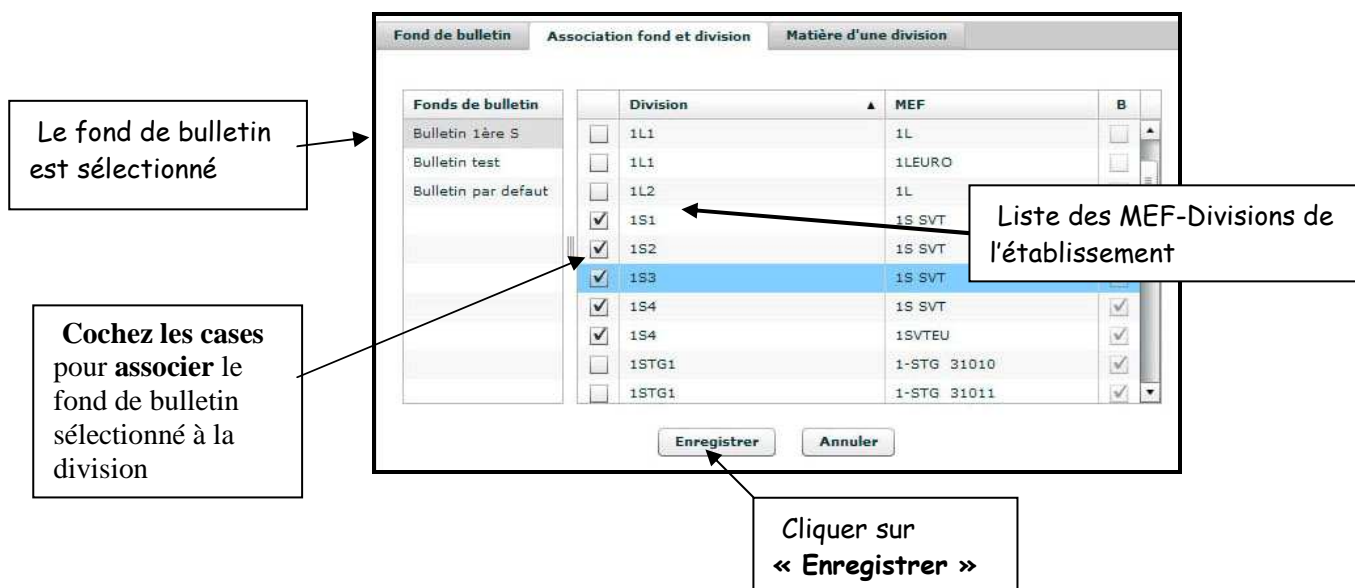 Fond de bulletin Association fond et division Matière d'une division
Fonds de bulletin Division MEF B
Bulletin 1ère S 1L1 1L
Bulletin test 1L1 1LEURO
Bulletin par defaut 1L2 1L
1S1 1S SVT
1S2 1S SVT
1S3 1S SVT
1S4 1S SVT
1S4 1SVTEU
1STG1 1-STG 31010
1STG1 1-STG 31011
Enregistrer Annuler
Le fond de bulletin
est sélectionné
Liste des MEF-Divisions de
l'établissement
Cochez les cases
pour associer le
fond de bulletin
sélectionné à la
division
Cliquer sur
« Enregistrer »